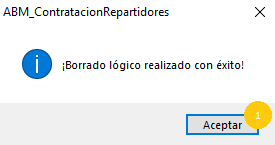 ABM_ContratacionRepartidores
¡Borrado lógico realizado con éxito!
1
Aceptar